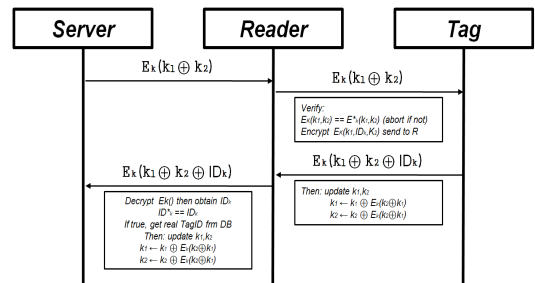 Server
Reader
Tag
Eₖ(k₁⊕k₂)
Eₖ(k₁⊕k₂)
Verify:
Eₖ(k₁,k₂) == E*ₖ(k₁,k₂) (abort if not)
Encrypt Eₖ(k₁,IDₖ,K₂) send to R
Eₖ(k₁⊕k₂⊕IDₖ)
Eₖ(k₁⊕k₂⊕IDₖ)
Then: update k₁,k₂
k₁ ← k₁ ⊕ Eₖ(k₂⊕k₁)
k₂ ← k₂ ⊕ Eₖ(k₂⊕k₁)
Decrypt Ek() then obtain IDₖ
ID*ₖ == IDₖ
If true, get real TagID frm DB
Then: update k₁,k₂
k₁ ← k₁ ⊕ Eₖ(k₂⊕k₁)
k₂ ← k₂ ⊕ Eₖ(k₂⊕k₁)